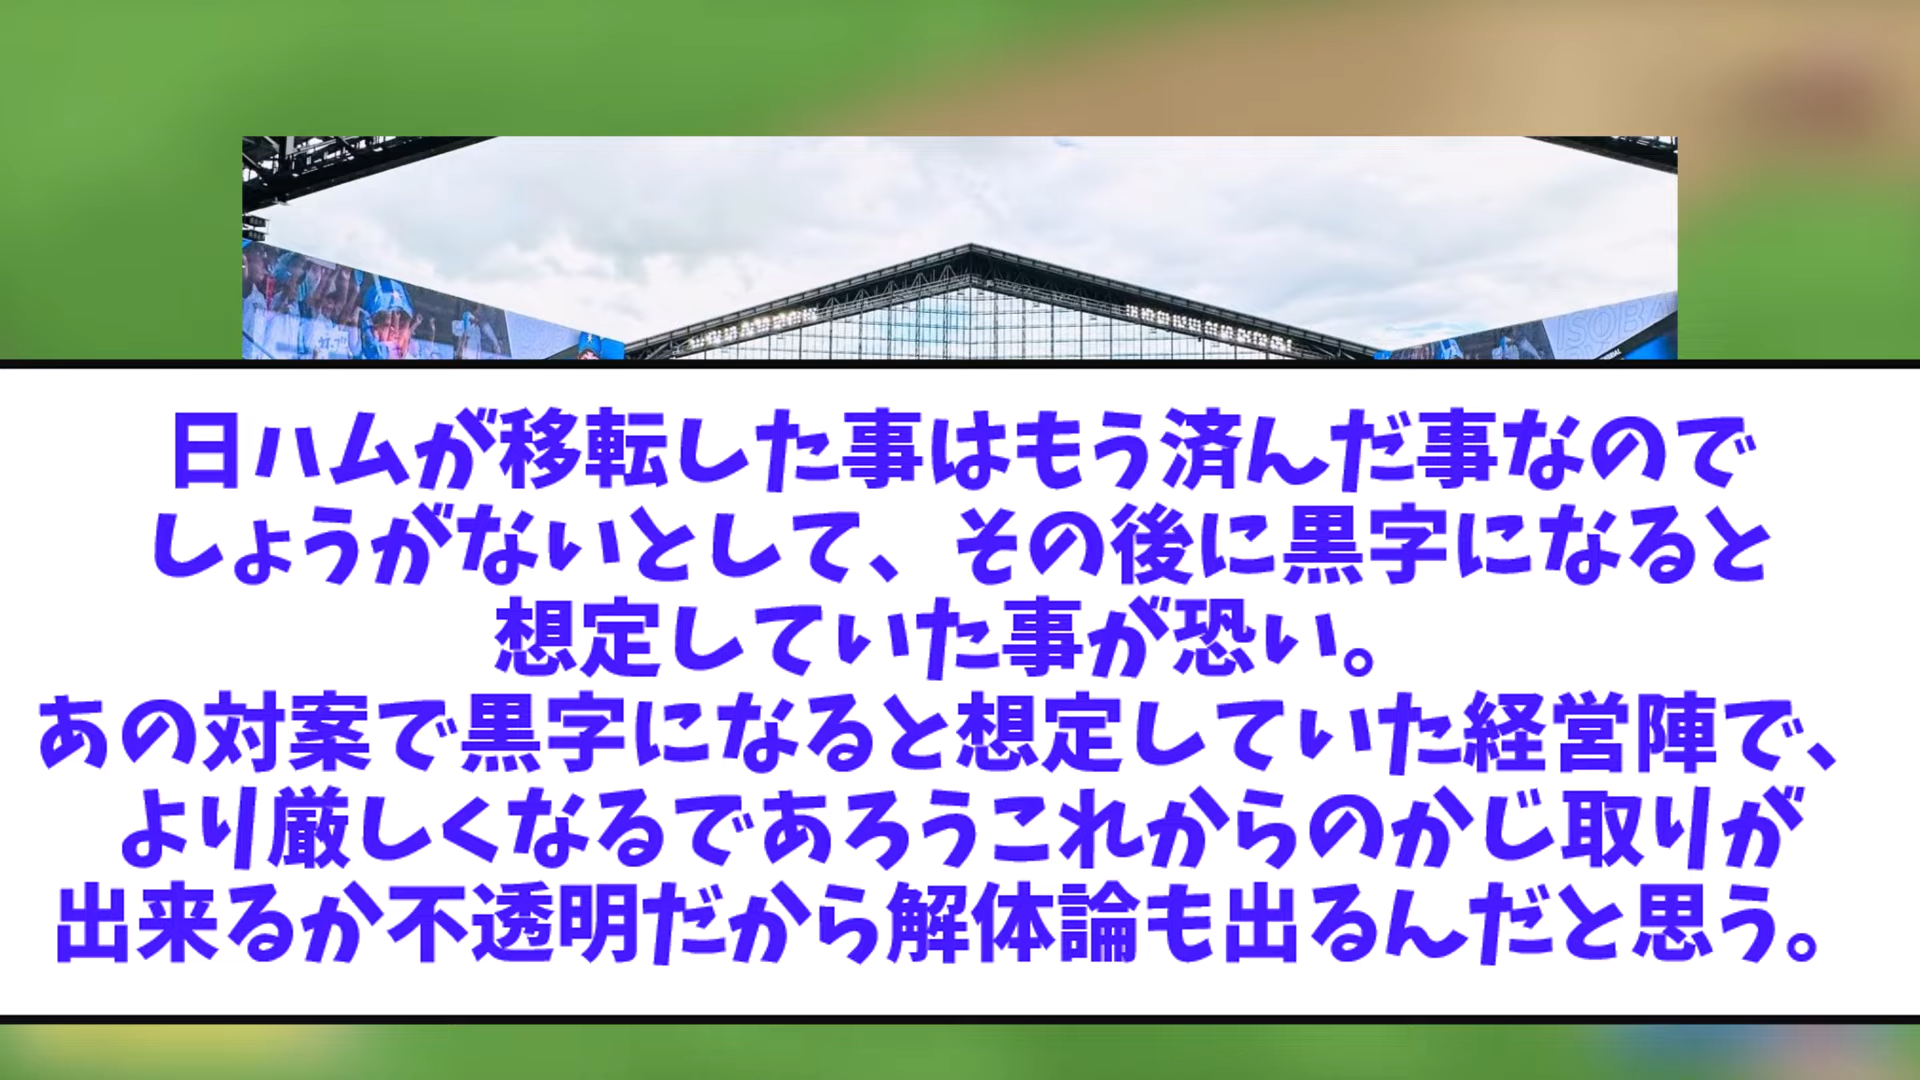 日ハムが移転した事はもう済んだ事なので
しょうがないとして、その後に黒字になると
想定していた事が恐い。
あの対案で黒字になると想定していた経営陣で、
より厳しくなるであろうこれからのかじ取りが
出来るか不透明だから解体論も出るんだと思う。